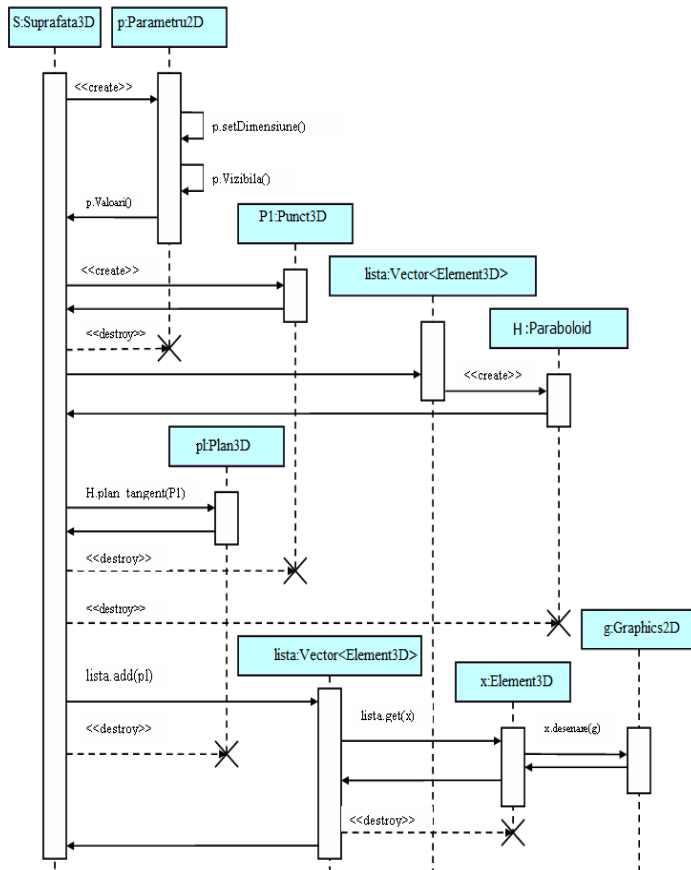 S:Suprafata3D
p:Parametru2D
<<create>>
p.setDimensiune()
p.Vizibila()
p.Valoari()
P1:Punct3D
<<create>>
lista:Vector<Element3D>
H :Paraboloid
<<destroy>>
<<create>>
pl:Plan3D
H.plan tangent(P1)
<<destroy>>
<<destroy>>
g:Graphics2D
lista:Vector<Element3D>
x:Element3D
lista.add(pl)
lista.get(x)
<<destroy>>
x.desenare(g)
<<destroy>>